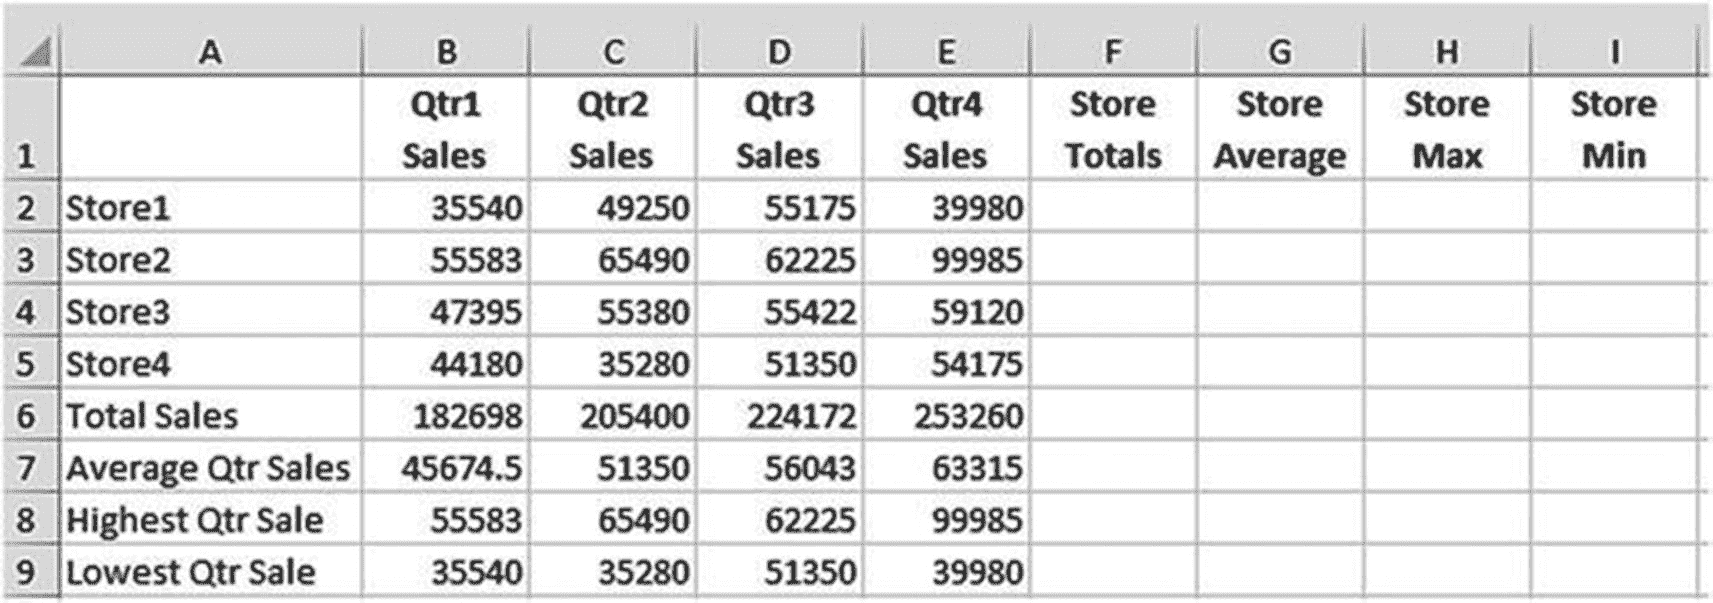 A B C D E F G H I
Qtr1 Qtr2 Qtr3 Qtr4 Store Store Store Store
1 Sales Sales Sales Sales Totals Average Max Min
2 Store1 35540 49250 55175 39980
3 Store2 55583 65490 62225 99985
4 Store3 47395 55380 55422 59120
5 Store4 44180 35280 51350 54175
6 Total Sales 182698 205400 224172 253260
7 Average Qtr Sales 45674.5 51350 56043 63315
8 Highest Qtr Sale 55583 65490 62225 99985
9 Lowest Qtr Sale 35540 35280 51350 39980